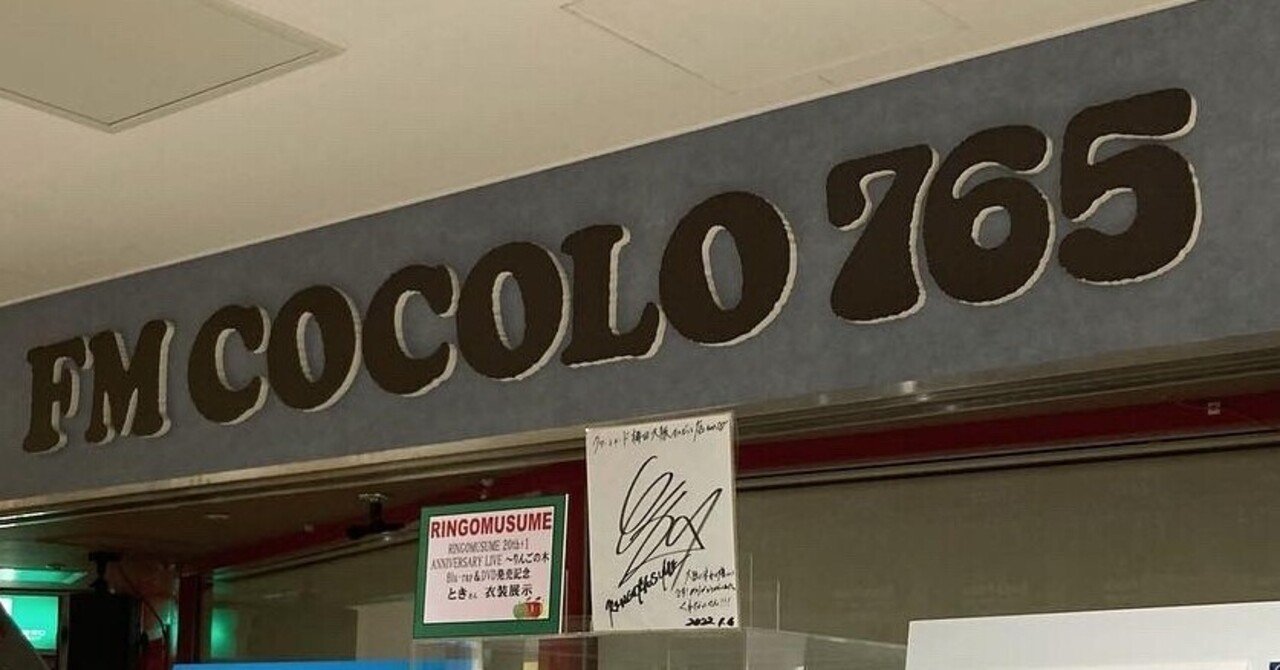 FM COCOLO 765
RINGOMUSUME
RINGOMUSUME 20th+1
ANNIVERSARY LIVE ～りんごの木
Blu-ray＆DVD発売記念
ときさん 衣装展示
RINGOMUSUME
2022.1.6